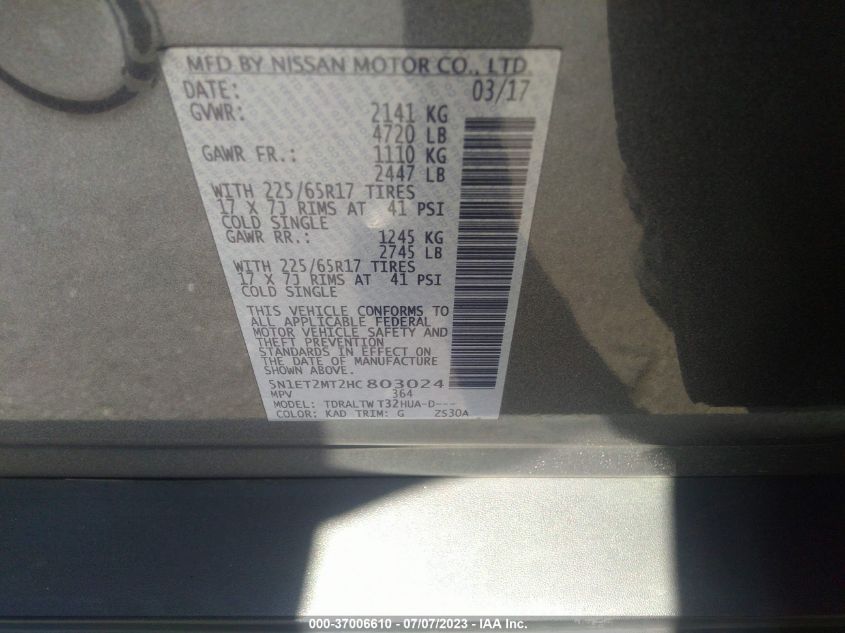 MFD BY NISSAN MOTOR CO., LTD.
DATE: 03/17
GVWR: 2141 KG
4720 LB
GAWR FR.: 1110 KG
2447 LB
WITH 225/65R17 TIRES
17 X 7J RIMS AT 41 PSI
COLD SINGLE
GAWR RR.: 1245 KG
2745 LB
WITH 225/65R17 TIRES
17 X 7J RIMS AT 41 PSI
COLD SINGLE
THIS VEHICLE CONFORMS TO
ALL APPLICABLE FEDERAL
MOTOR VEHICLE SAFETY AND
THEFT PREVENTION
STANDARDS IN EFFECT ON
THE DATE OF MANUFACTURE
SHOWN ABOVE.
5N1ET2MT2HC803024
MPV 364
MODEL: TDRALTW T32HUA-D---
COLOR: KAD TRIM: G ZS30A
000-37006610 - 07/07/2023 - IAA Inc.